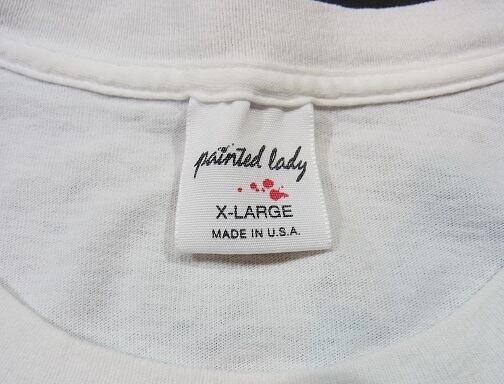 painted lady
X-LARGE
MADE IN U.S.A.